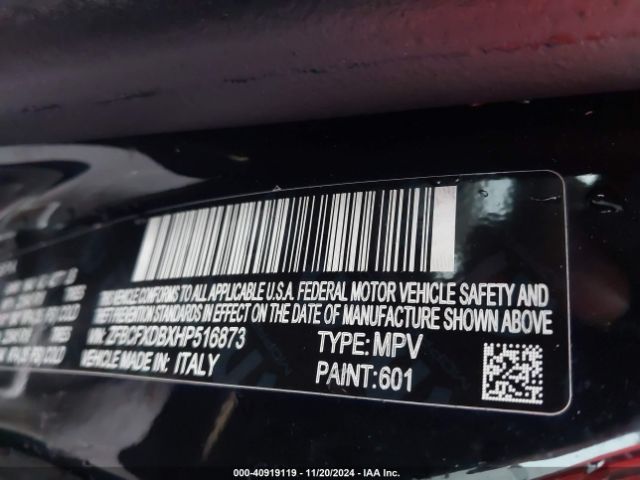 THIS VEHICLE CONFORMS TO ALL APPLICABLE U.S.A. FEDERAL MOTOR VEHICLE SAFETY AND
THEFT PREVENTION STANDARDS IN EFFECT ON THE DATE OF MANUFACTURE SHOWN ABOVE
VIN: ZFBCFXDBXHP516873
TYPE: MPV
VEHICLE MADE IN: ITALY
PAINT:601
000-40919119 - 11/20/2024 - IAA Inc.